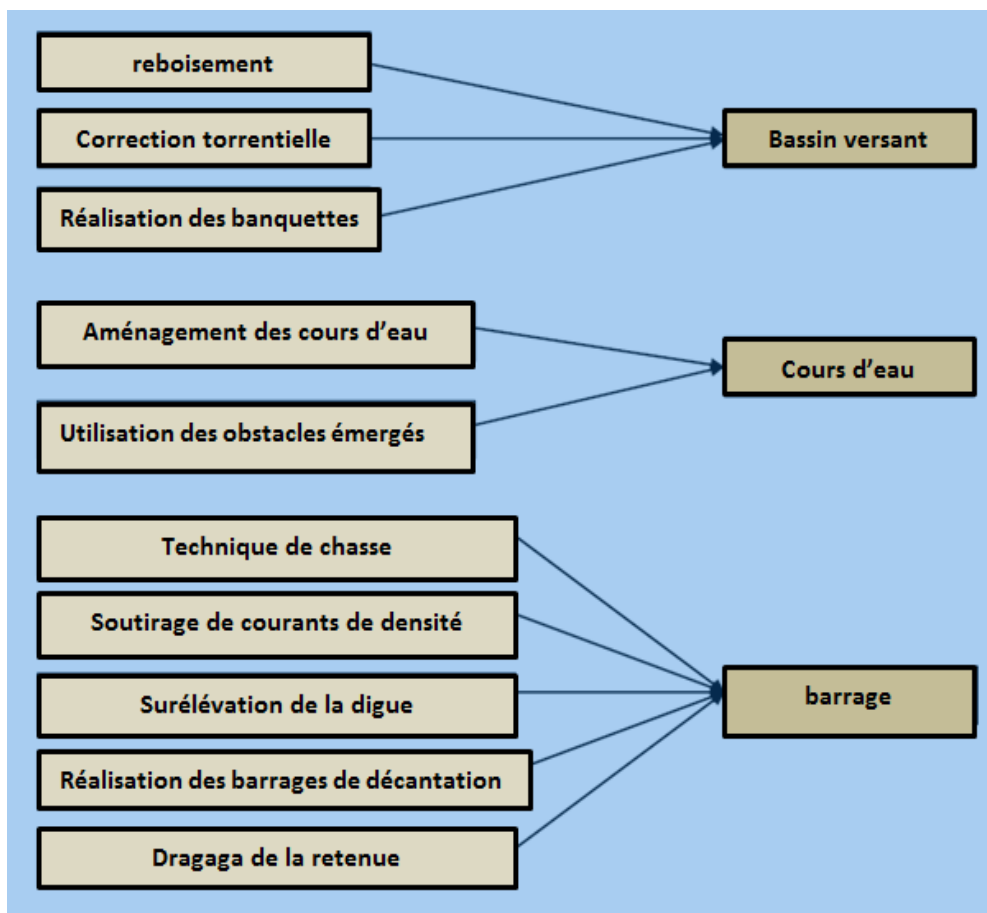 reboisement
Correction torrentielle
Réalisation des banquettes
Bassin versant
Aménagement des cours d'eau
Utilisation des obstacles émergés
Cours d'eau
Technique de chasse
Soutirage de courants de densité
Surélévation de la digue
Réalisation des barrages de décantation
Dragaga de la retenue
barrage